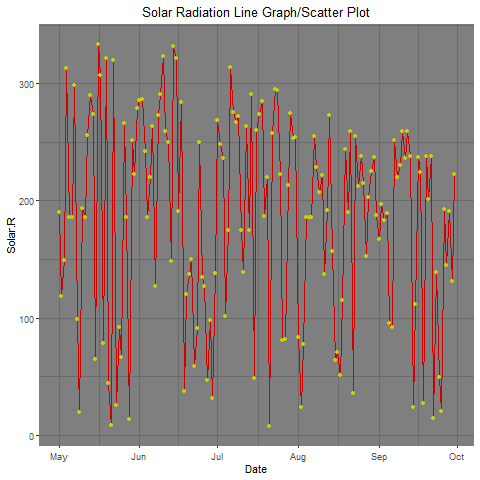 Solar Radiation Line Graph/Scatter Plot
300
200
100
0
Solar.R
May Jun Jul Aug Sep Oct
Date